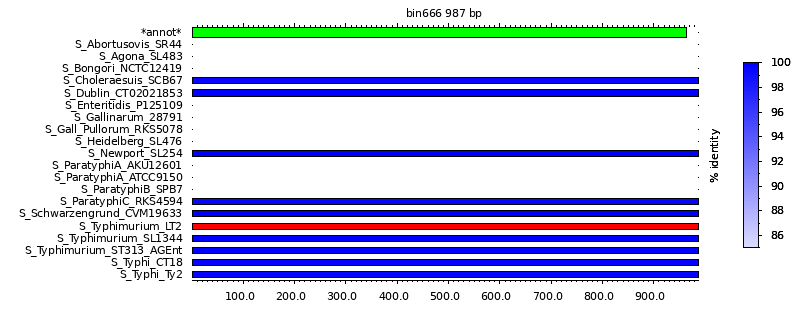 bin666 987 bp
*annot*
S_Abortusovis_SR44
S_Agona_SL483
S_Bongori_NCTC12419
S_Choleraesuis_SCB67
S_Dublin_CT02021853
S_Enteritidis_P125109
S_Gallinarum_28791
S_Gall_Pullorum_RKS5078
S_Heidelberg_SL476
S_Newport_SL254
S_ParatyphiA_AKU12601
S_ParatyphiA_ATCC9150
S_ParatyphiB_SPB7
S_ParatyphiC_RKS4594
S_Schwarzengrund_CVM19633
S_Typhimurium_LT2
S_Typhimurium_SL1344
S_Typhimurium_ST313_AGEnt
S_Typhi_CT18
S_Typhi_Ty2
100.0 200.0 300.0 400.0 500.0 600.0 700.0 800.0 900.0
% identity
100
98
96
94
92
90
88
86